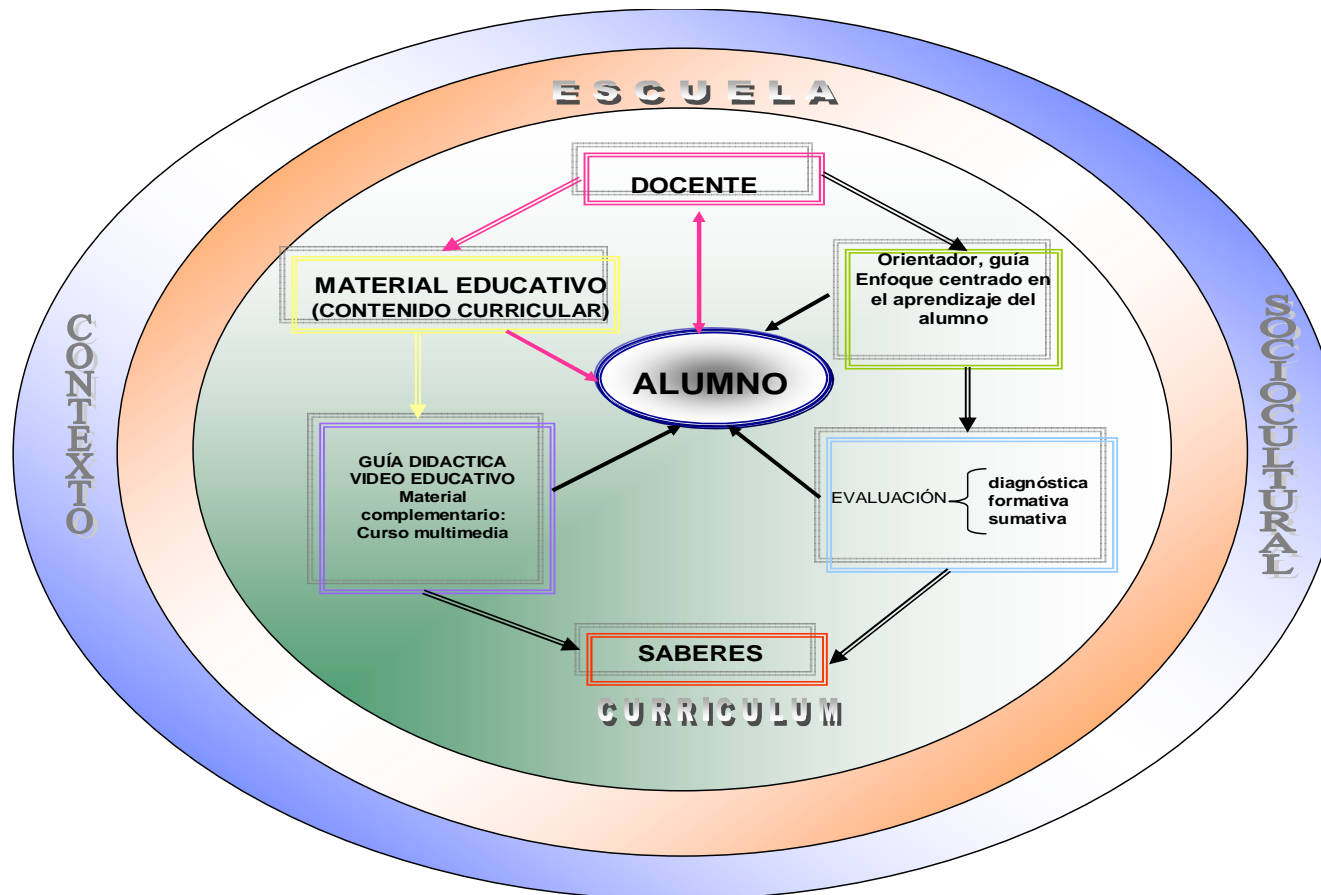 ESCUELA
DOCENTE
MATERIAL EDUCATIVO
(CONTENIDO CURRICULAR)
Orientador, guía
Enfoque centrado en
el aprendizaje del
alumno
CONTEXTO
SOCIOCULTURAL
ALUMNO
GUÍA DIDACTICA
VIDEO EDUCATIVO
Material
complementario:
Curso multimedia
EVALUACIÓN
diagnóstica
formativa
sumativa
SABERES
CURRÍCULUM